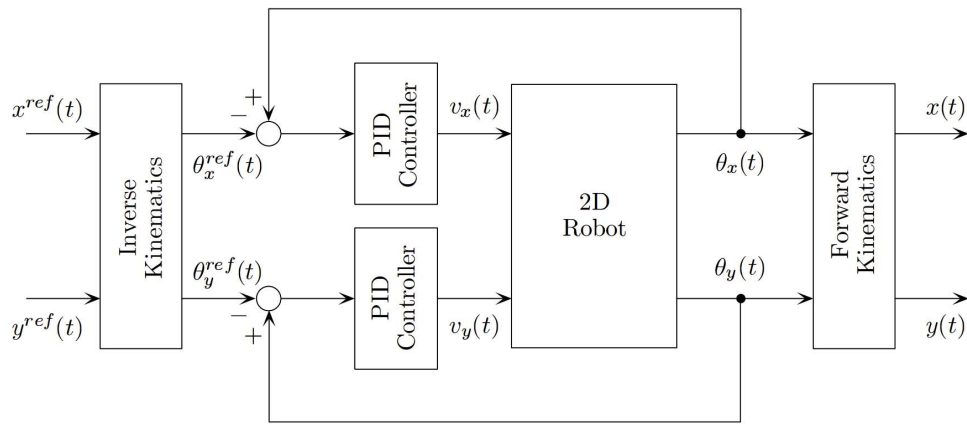 x^{ref}(t)
y^{ref}(t)
Inverse
Kinematics
+
−
θ_x^{ref}(t)
θ_y^{ref}(t)
−
+
PID
Controller
PID
Controller
v_x(t)
v_y(t)
2D
Robot
θ_x(t)
θ_y(t)
Forward
Kinematics
x(t)
y(t)